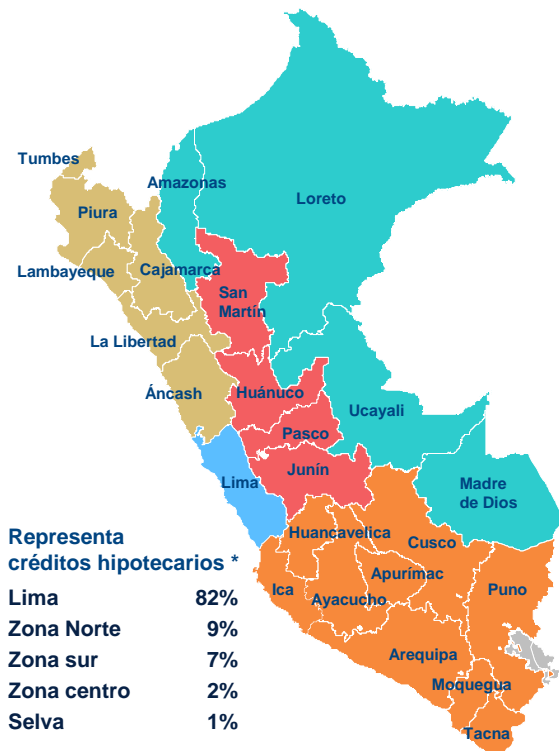 Tumbes
Amazonas
Piura
Loreto
Lambayeque
Cajamarca
San
Martín
La Libertad
Áncash
Huánuco
Ucayali
Pasco
Lima
Junín
Madre
de Dios
Huancavelica
Cusco
Ica
Apurímac
Puno
Ayacucho
Arequipa
Moquegua
Tacna
Representa
créditos hipotecarios *
Lima 82%
Zona Norte 9%
Zona sur 7%
Zona centro 2%
Selva 1%